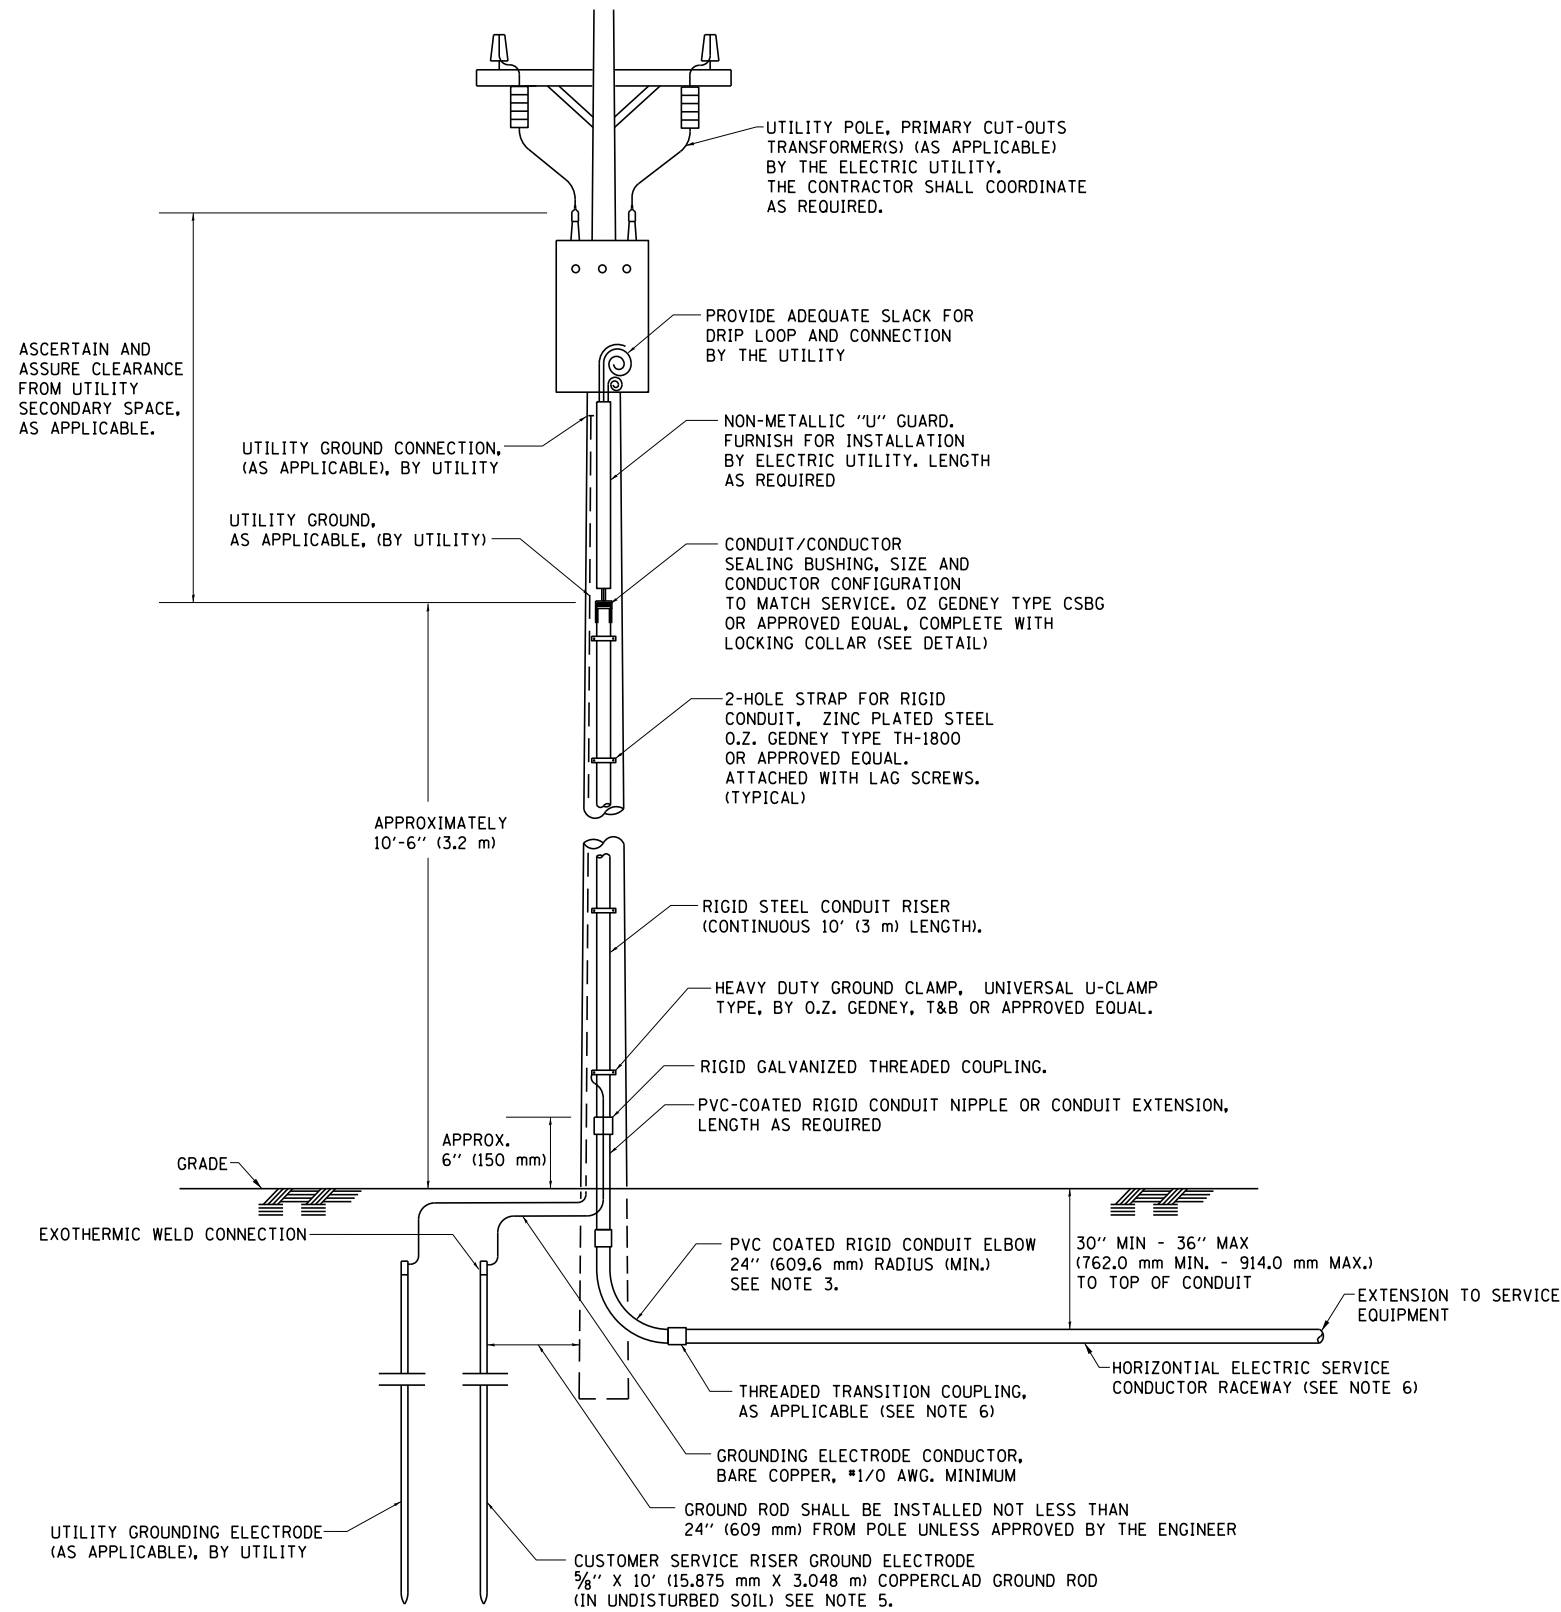 UTILITY POLE, PRIMARY CUT-OUTS
TRANSFORMER(S) (AS APPLICABLE)
BY THE ELECTRIC UTILITY.
THE CONTRACTOR SHALL COORDINATE
AS REQUIRED.
PROVIDE ADEQUATE SLACK FOR
DRIP LOOP AND CONNECTION
BY THE UTILITY
ASCERTAIN AND
ASSURE CLEARANCE
FROM UTILITY
SECONDARY SPACE,
AS APPLICABLE.
NON-METALLIC "U" GUARD.
FURNISH FOR INSTALLATION
BY ELECTRIC UTILITY. LENGTH
AS REQUIRED
UTILITY GROUND CONNECTION,
(AS APPLICABLE), BY UTILITY
UTILITY GROUND,
AS APPLICABLE, (BY UTILITY)
CONDUIT/CONDUCTOR
SEALING BUSHING, SIZE AND
CONDUCTOR CONFIGURATION
TO MATCH SERVICE. OZ GEDNEY TYPE CSBG
OR APPROVED EQUAL, COMPLETE WITH
LOCKING COLLAR (SEE DETAIL)
2-HOLE STRAP FOR RIGID
CONDUIT, ZINC PLATED STEEL
O.Z. GEDNEY TYPE TH-1800
OR APPROVED EQUAL.
ATTACHED WITH LAG SCREWS.
(TYPICAL)
APPROXIMATELY
10'-6" (3.2 m)
RIGID STEEL CONDUIT RISER
(CONTINUOUS 10' (3 m) LENGTH).
HEAVY DUTY GROUND CLAMP, UNIVERSAL U-CLAMP
TYPE, BY O.Z. GEDNEY, T&B OR APPROVED EQUAL.
RIGID GALVANIZED THREADED COUPLING.
PVC-COATED RIGID CONDUIT NIPPLE OR CONDUIT EXTENSION,
LENGTH AS REQUIRED
APPROX.
6" (150 mm)
GRADE
EXOTHERMIC WELD CONNECTION
PVC COATED RIGID CONDUIT ELBOW
24" (609.6 mm) RADIUS (MIN.)
SEE NOTE 3.
30" MIN - 36" MAX
(762.0 mm MIN. - 914.0 mm MAX.)
TO TOP OF CONDUIT
EXTENSION TO SERVICE
EQUIPMENT
HORIZONTIAL ELECTRIC SERVICE
CONDUCTOR RACEWAY (SEE NOTE 6)
THREADED TRANSITION COUPLING,
AS APPLICABLE (SEE NOTE 6)
GROUNDING ELECTRODE CONDUCTOR,
BARE COPPER, #1/0 AWG. MINIMUM
GROUND ROD SHALL BE INSTALLED NOT LESS THAN
24" (609 mm) FROM POLE UNLESS APPROVED BY THE ENGINEER
UTILITY GROUNDING ELECTRODE
(AS APPLICABLE), BY UTILITY
CUSTOMER SERVICE RISER GROUND ELECTRODE
5/8" X 10' (15.875 mm X 3.048 m) COPPERCLAD GROUND ROD
(IN UNDISTURBED SOIL) SEE NOTE 5.